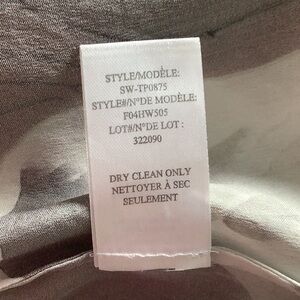 STYLE/MODÈLE:
SW-TP0875
STYLE#/N°DE MODÈLE:
F04HW505
LOT#/N°DE LOT :
322090
DRY CLEAN ONLY
NETTOYER À SEC
SEULEMENT